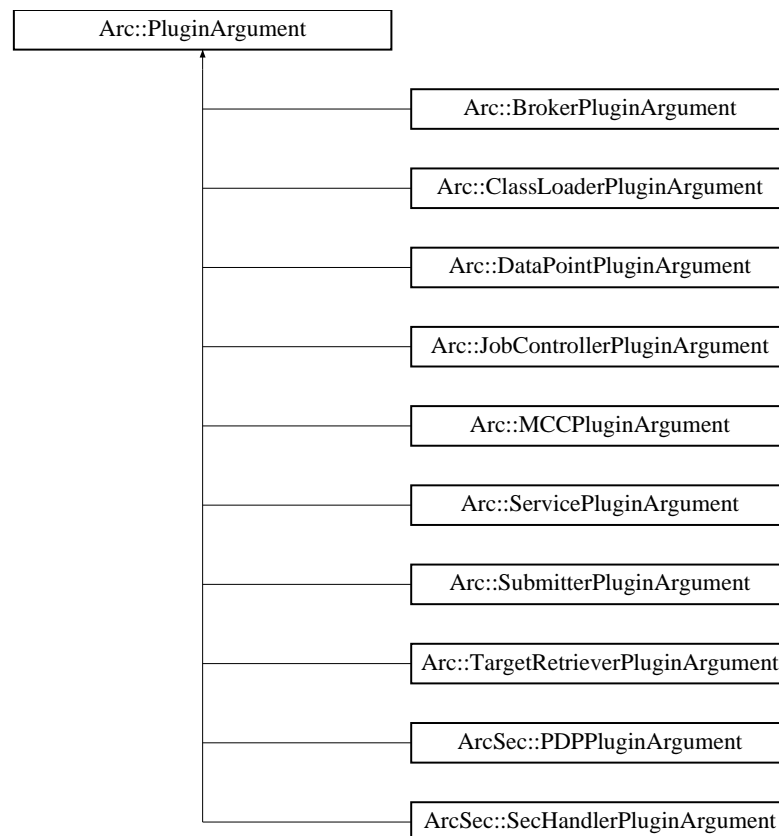 Arc::PluginArgument
Arc::BrokerPluginArgument
Arc::ClassLoaderPluginArgument
Arc::DataPointPluginArgument
Arc::JobControllerPluginArgument
Arc::MCCPluginArgument
Arc::ServicePluginArgument
Arc::SubmitterPluginArgument
Arc::TargetRetrieverPluginArgument
ArcSec::PDPPluginArgument
ArcSec::SecHandlerPluginArgument